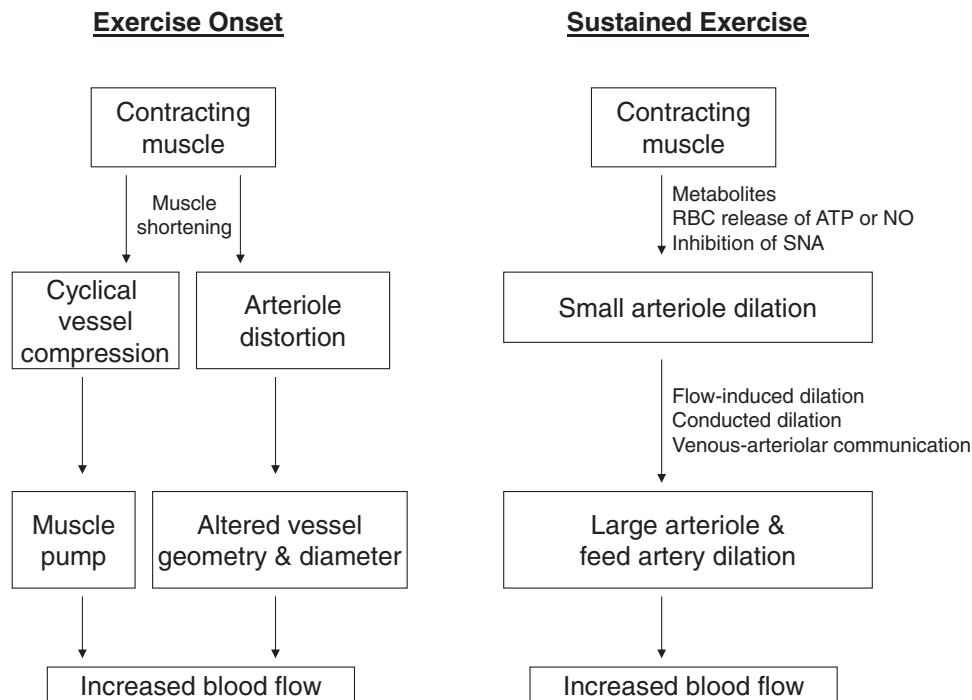 Exercise Onset
Contracting
muscle
Muscle
shortening
Cyclical
vessel
compression
Arteriole
distortion
Muscle
pump
Altered vessel
geometry & diameter
Increased blood flow
Sustained Exercise
Contracting
muscle
Metabolites
RBC release of ATP or NO
Inhibition of SNA
Small arteriole dilation
Flow-induced dilation
Conducted dilation
Venous-arteriolar communication
Large arteriole &
feed artery dilation
Increased blood flow